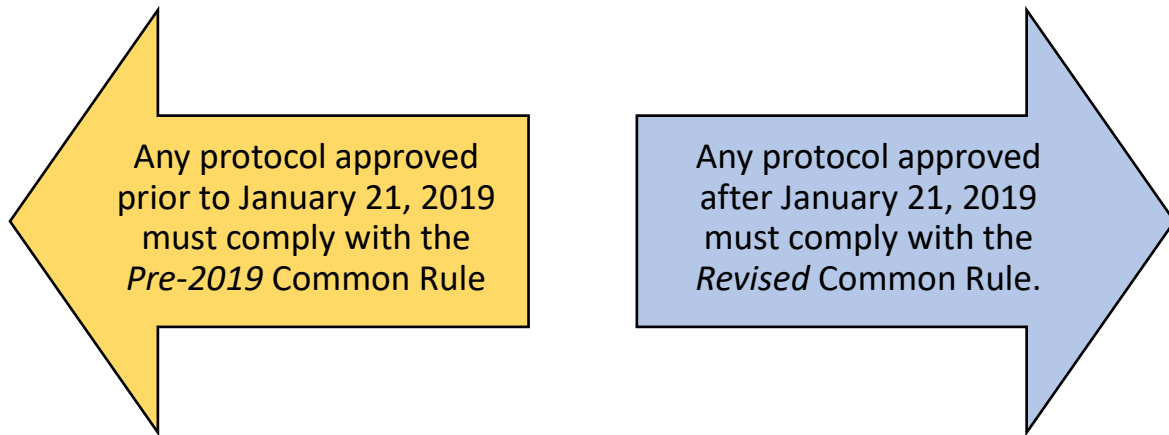 Any protocol approved
prior to January 21, 2019
must comply with the
Pre-2019 Common Rule
Any protocol approved
after January 21, 2019
must comply with the
Revised Common Rule.